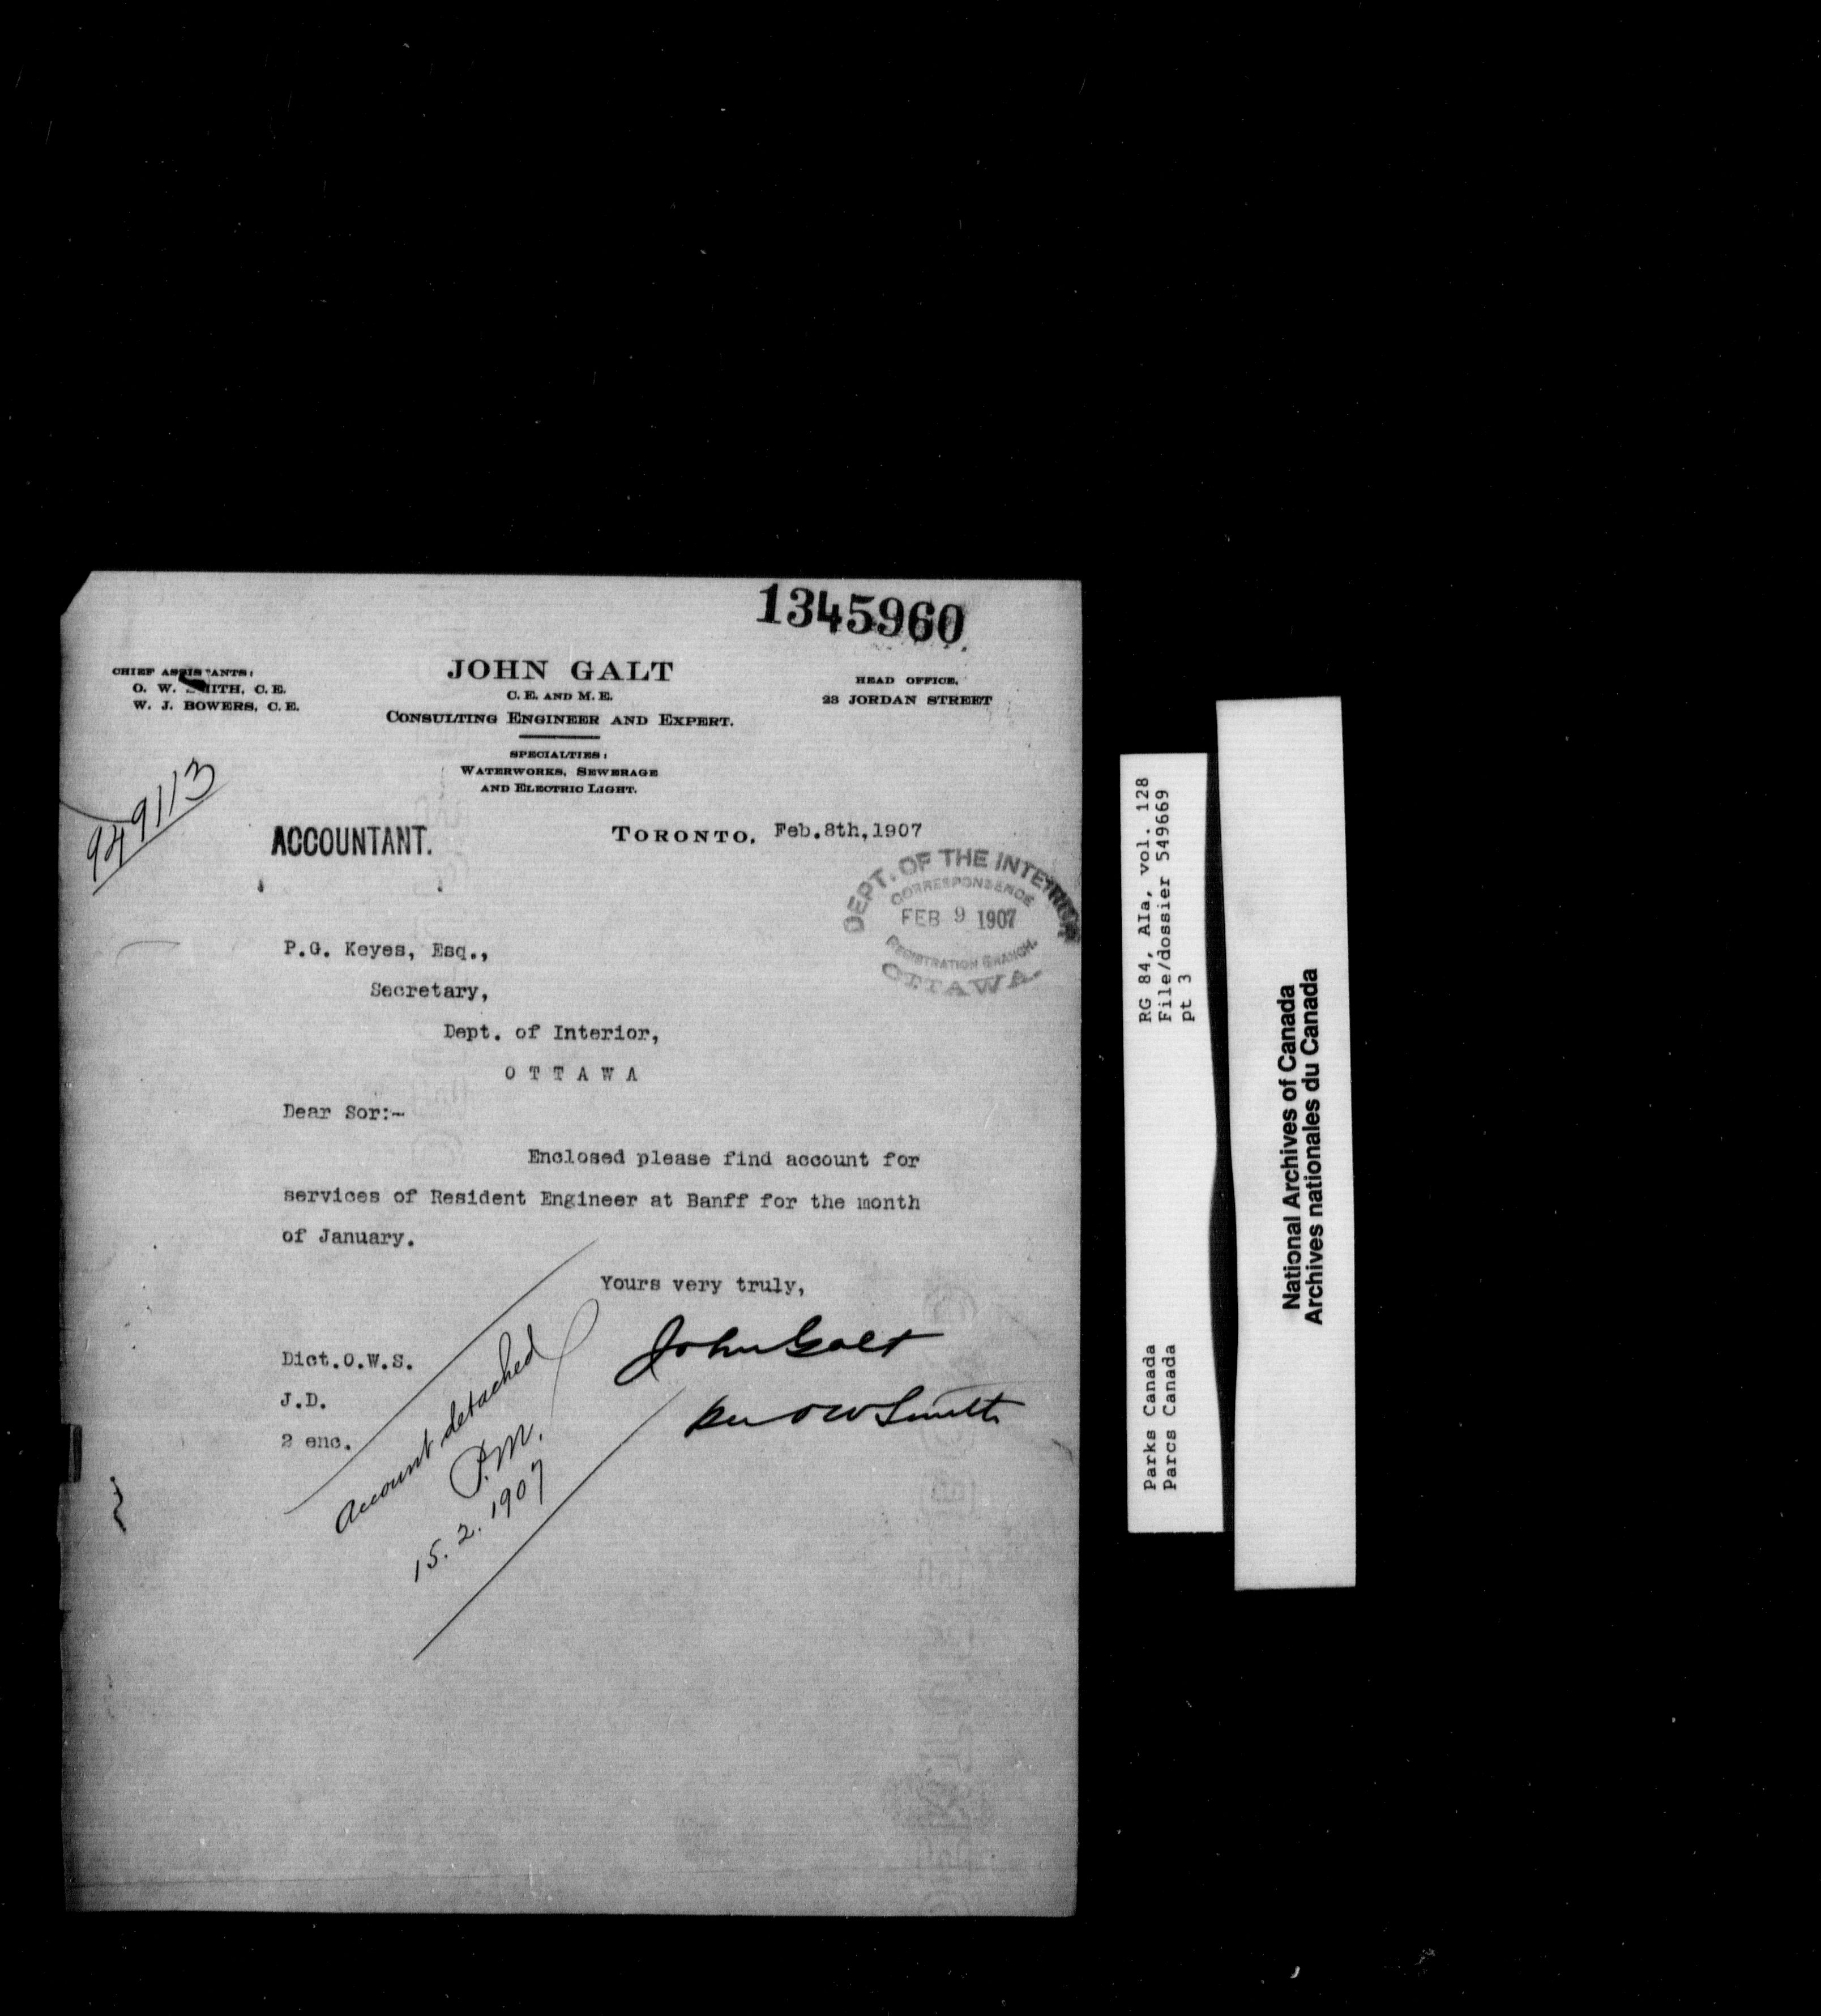 1345960
CHIEF ASSISTANTS:
O. W. SMITH, C. E.
W. J. BOWERS, C. E.
JOHN GALT
C. E. AND M. E.
CONSULTING ENGINEER AND EXPERT.
SPECIALTIES:
WATERWORKS, SEWERAGE
AND ELECTRIC LIGHT.
HEAD OFFICE,
23 JORDAN STREET
949113
ACCOUNTANT.
TORONTO, Feb.8th,1907
DEPT. OF THE INTERIOR
CORRESPONDENCE
FEB 9 1907
REGISTRATION BRANCH.
OTTAWA.
P.G. Keyes, Esq.,
Secretary,
Dept. of Interior,
O T T A W A
Dear Sor:-
Enclosed please find account for
services of Resident Engineer at Banff for the month
of January.
Yours very truly,
John Galt
per O W Smith
Dict.O.W.S.
J.D.
2 enc.
Account detached
P.M.
15. 2. 1907
RG 84, AIa, vol. 128
File/dossier 549669
pt 3
Parks Canada
Parcs Canada
National Archives of Canada
Archives nationales du Canada